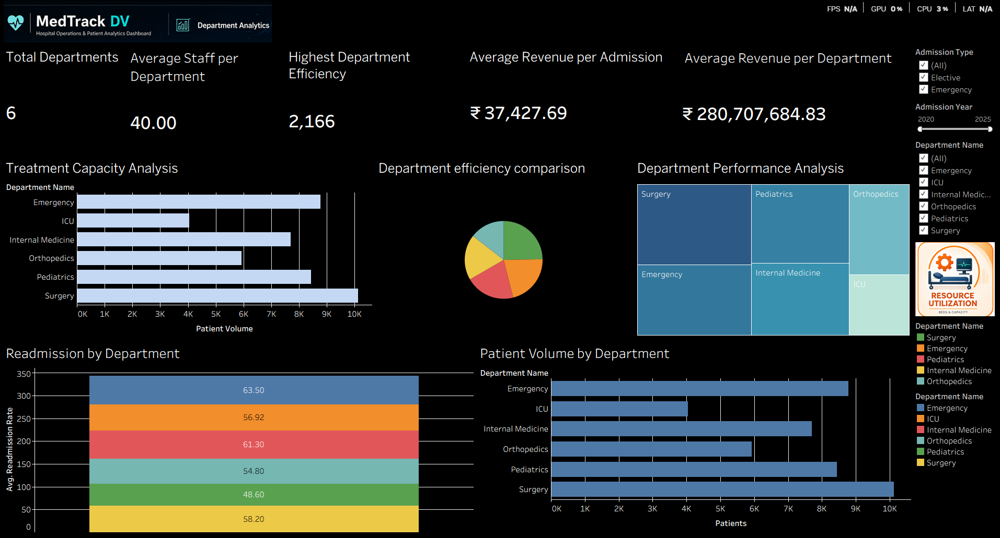 FPS N/A | GPU 0% | CPU 3% | LAT N/A
MedTrack DV
Hospital Operations & Patient Analytics Dashboard
Department Analytics
Total Departments
6
Average Staff per
Department
40.00
Highest Department
Efficiency
2,166
Average Revenue per Admission
₹ 37,427.69
Average Revenue per Department
₹ 280,707,684.83
Admission Type
(All)
Elective
Emergency
Admission Year
2020 2025
Department Name
(All)
Emergency
ICU
Internal Medic...
Orthopedics
Pediatrics
Surgery
Treatment Capacity Analysis
Department Name
Emergency
ICU
Internal Medicine
Orthopedics
Pediatrics
Surgery
0K 1K 2K 3K 4K 5K 6K 7K 8K 9K 10K
Patient Volume
Department efficiency comparison
Department Performance Analysis
Surgery
Pediatrics
Orthopedics
Emergency
Internal Medicine
ICU
RESOURCE
UTILIZATION
BEDS & CAPACITY
Department Name
Surgery
Emergency
Pediatrics
Internal Medicine
Orthopedics
Department Name
Emergency
ICU
Internal Medicine
Orthopedics
Pediatrics
Surgery
Readmission by Department
Avg. Readmission Rate
350
300
250
200
150
100
50
0
63.50
56.92
61.30
54.80
48.60
58.20
Patient Volume by Department
Department Name
Emergency
ICU
Internal Medicine
Orthopedics
Pediatrics
Surgery
0K 1K 2K 3K 4K 5K 6K 7K 8K 9K 10K
Patients